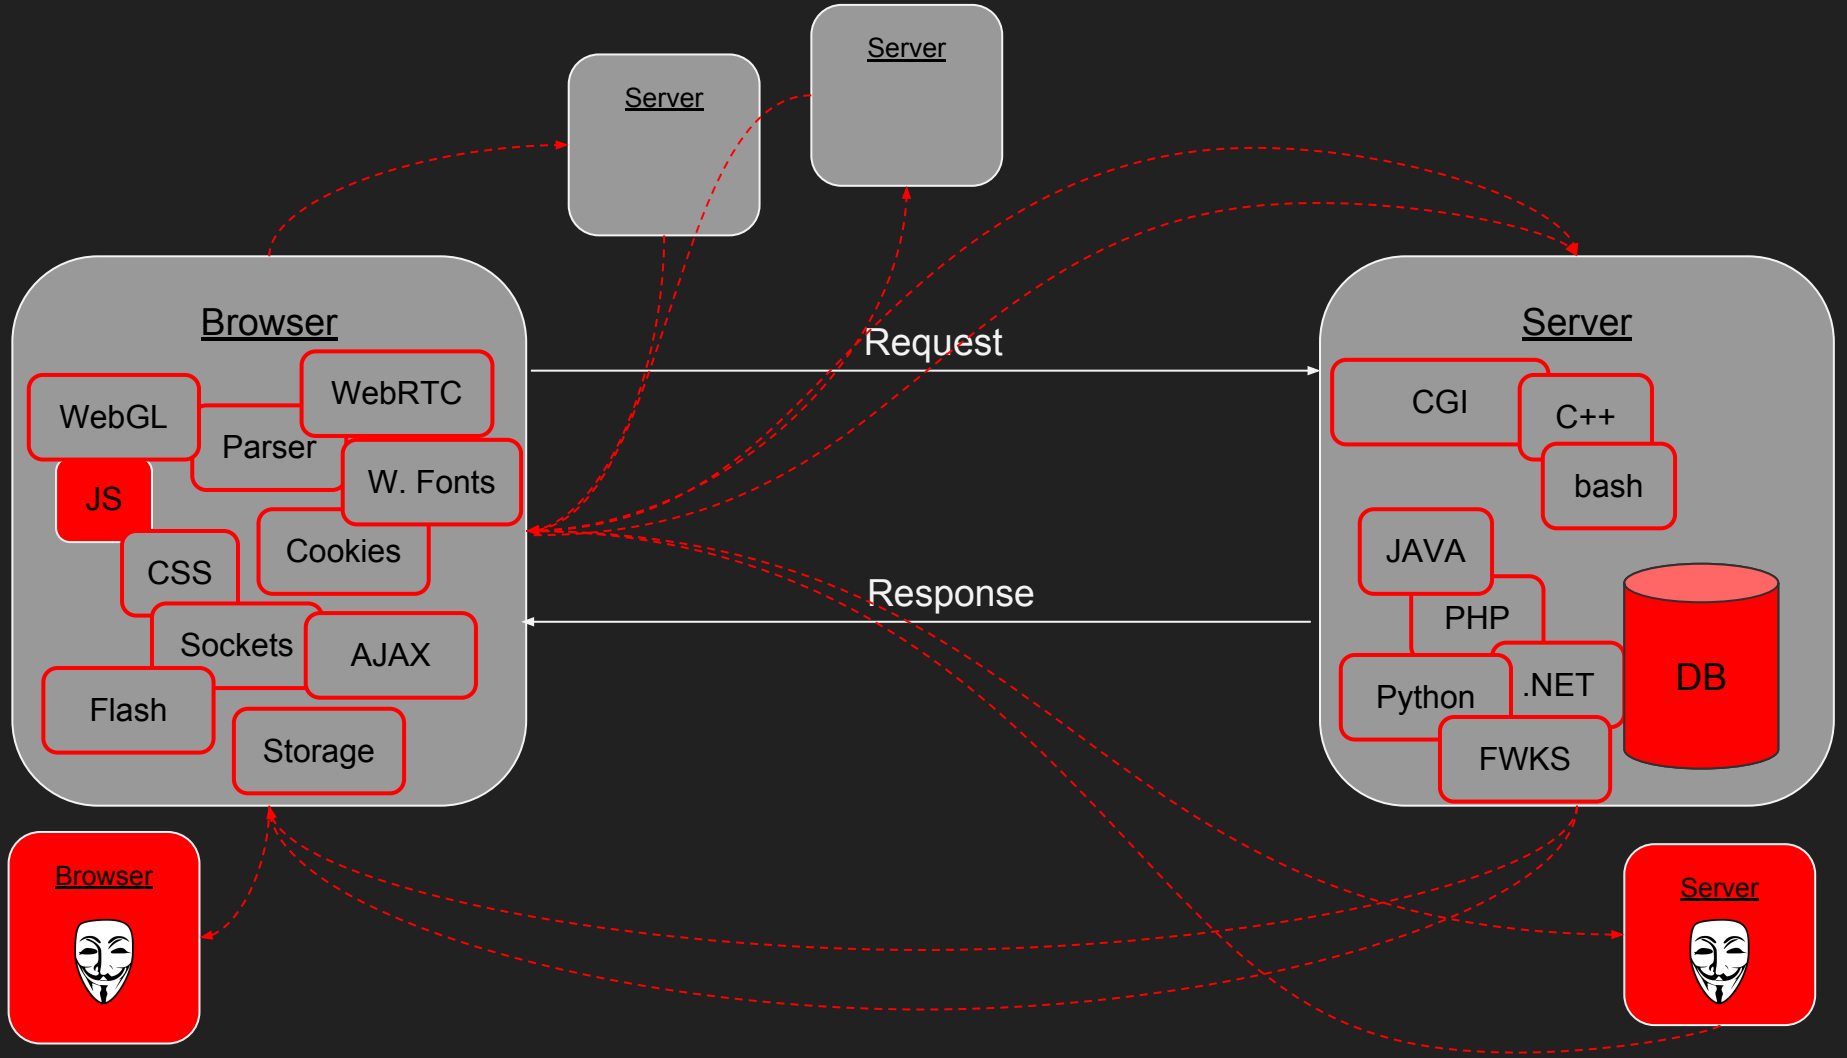 Server
Server
Browser
WebRTC
WebGL
Parser
W. Fonts
JS
Cookies
CSS
Sockets
AJAX
Flash
Storage
Request
Response
Server
CGI
C++
bash
JAVA
PHP
.NET
Python
FWKS
DB
Browser
Server